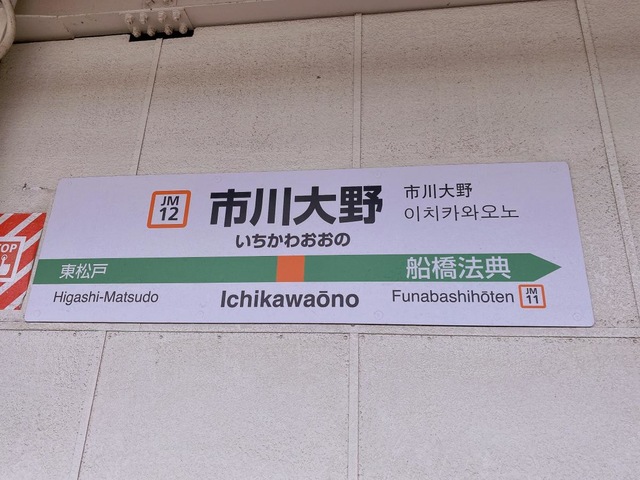 JM
12
市川大野
市川大野
이치카와오노
いちかわおおの
東松戸
船橋法典
Higashi-Matsudo
Ichikawaōno
Funabashihōten
JM
11